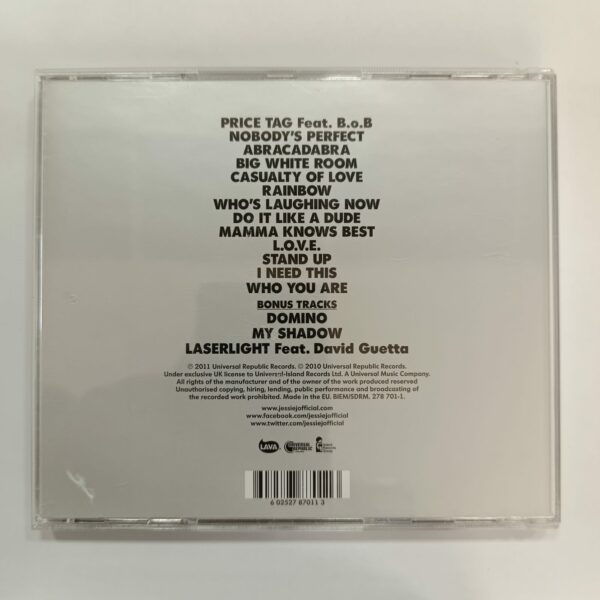 PRICE TAG Feat. B.o.B
NOBODY'S PERFECT
ABRACADABRA
BIG WHITE ROOM
CASUALTY OF LOVE
RAINBOW
WHO'S LAUGHING NOW
DO IT LIKE A DUDE
MAMMA KNOWS BEST
L.O.V.E.
STAND UP
I NEED THIS
WHO YOU ARE
BONUS TRACKS
DOMINO
MY SHADOW
LASERLIGHT Feat. David Guetta
℗ 2011 Universal Republic Records. © 2010 Universal Republic Records.
Under exclusive UK license to Universal-Island Records Ltd. A Universal Music Company.
All rights of the manufacturer and of the owner of the work produced reserved
Unauthorised copying, hiring, lending, public performance and broadcasting of
the recorded work prohibited. Made in the EU. BIEM/SDRM. 278 701-1.
www.jessiejofficial.com
www.facebook.com/jessiejofficial
www.twitter.com/jessiejofficial
LAVA
UNIVERSAL REPUBLIC
6 02527 87011 3